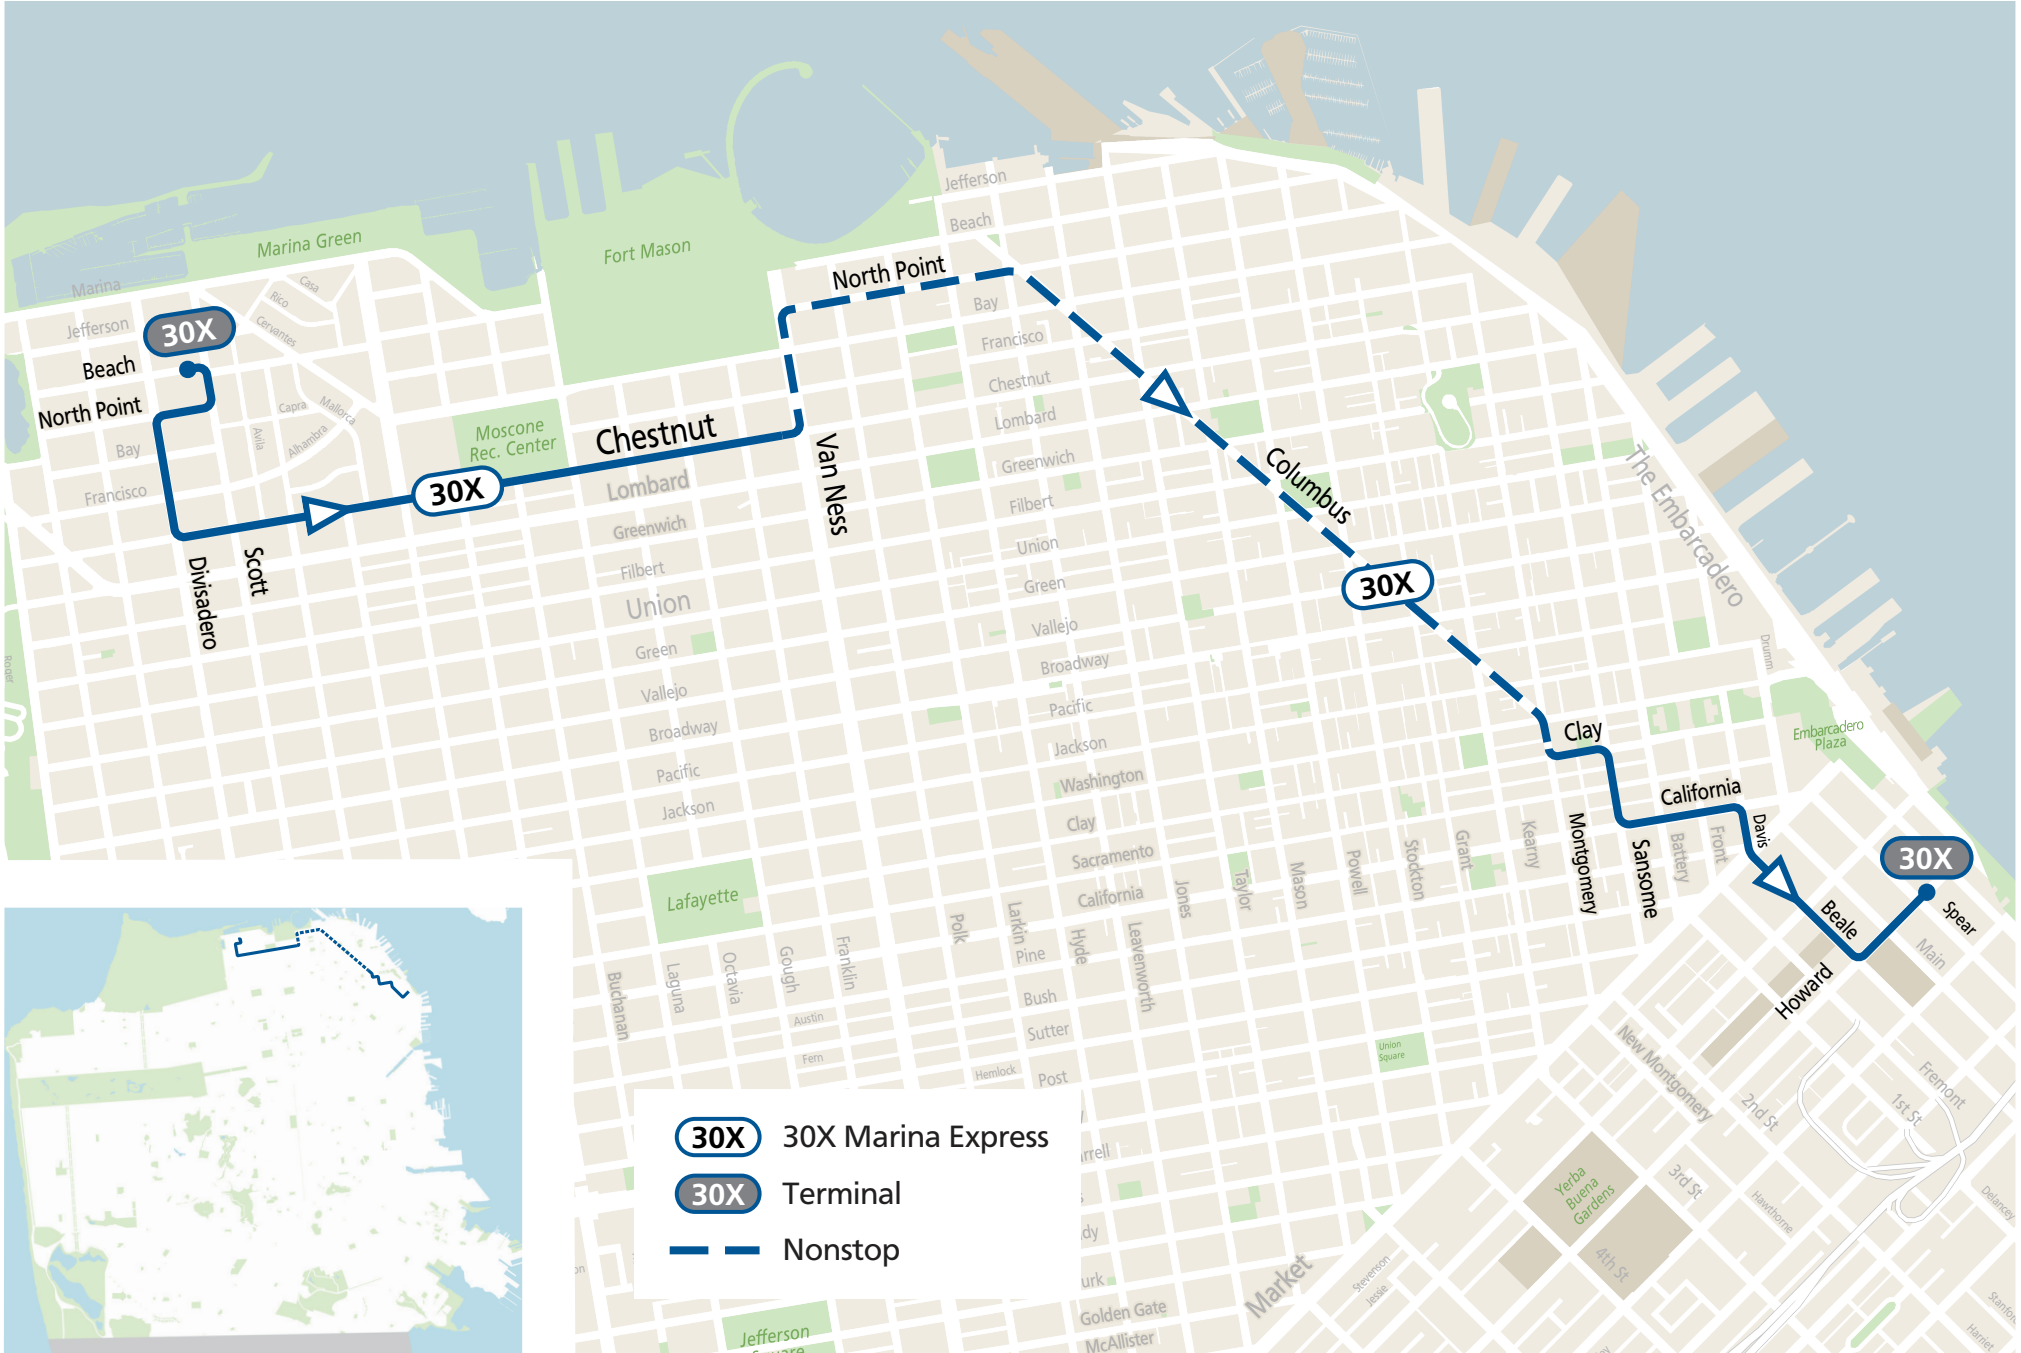 Jefferson
Beach
Marina Green
Fort Mason
Marina
Casa
Rico
Cervantes
Jefferson
30X
Beach
North Point
North Point
Bay
Francisco
Chestnut
Lombard
Greenwich
Filbert
Union
Green
Vallejo
Broadway
Pacific
Jackson
Washington
Clay
Sacramento
California
Capra
Mallorca
Avila
Alhambra
Bay
Francisco
Moscone
Rec. Center
Chestnut
30X
Lombard
Greenwich
Filbert
Union
Green
Vallejo
Broadway
Pacific
Jackson
Van Ness
Divisadero
Scott
Columbus
30X
The Embarcadero
Drumm
Embarcadero
Plaza
Clay
California
Davis
Montgomery
Sansome
Battery
Front
Kearny
Grant
Stockton
Powell
Mason
Taylor
Jones
Leavenworth
Hyde
Larkin
Polk
Franklin
Gough
Octavia
Laguna
Buchanan
Lafayette
Pine
Bush
Sutter
Post
Austin
Fern
Hemlock
Union
Square
30X
Spear
Main
Beale
Howard
New Montgomery
Fremont
1st St
2nd St
3rd St
4th St
Hawthorne
Delancey
Yerba
Buena
Gardens
Stevenson
Jessie
Market
Harriet
Golden Gate
McAllister
Jefferson
Square
30X 30X Marina Express
30X Terminal
Nonstop